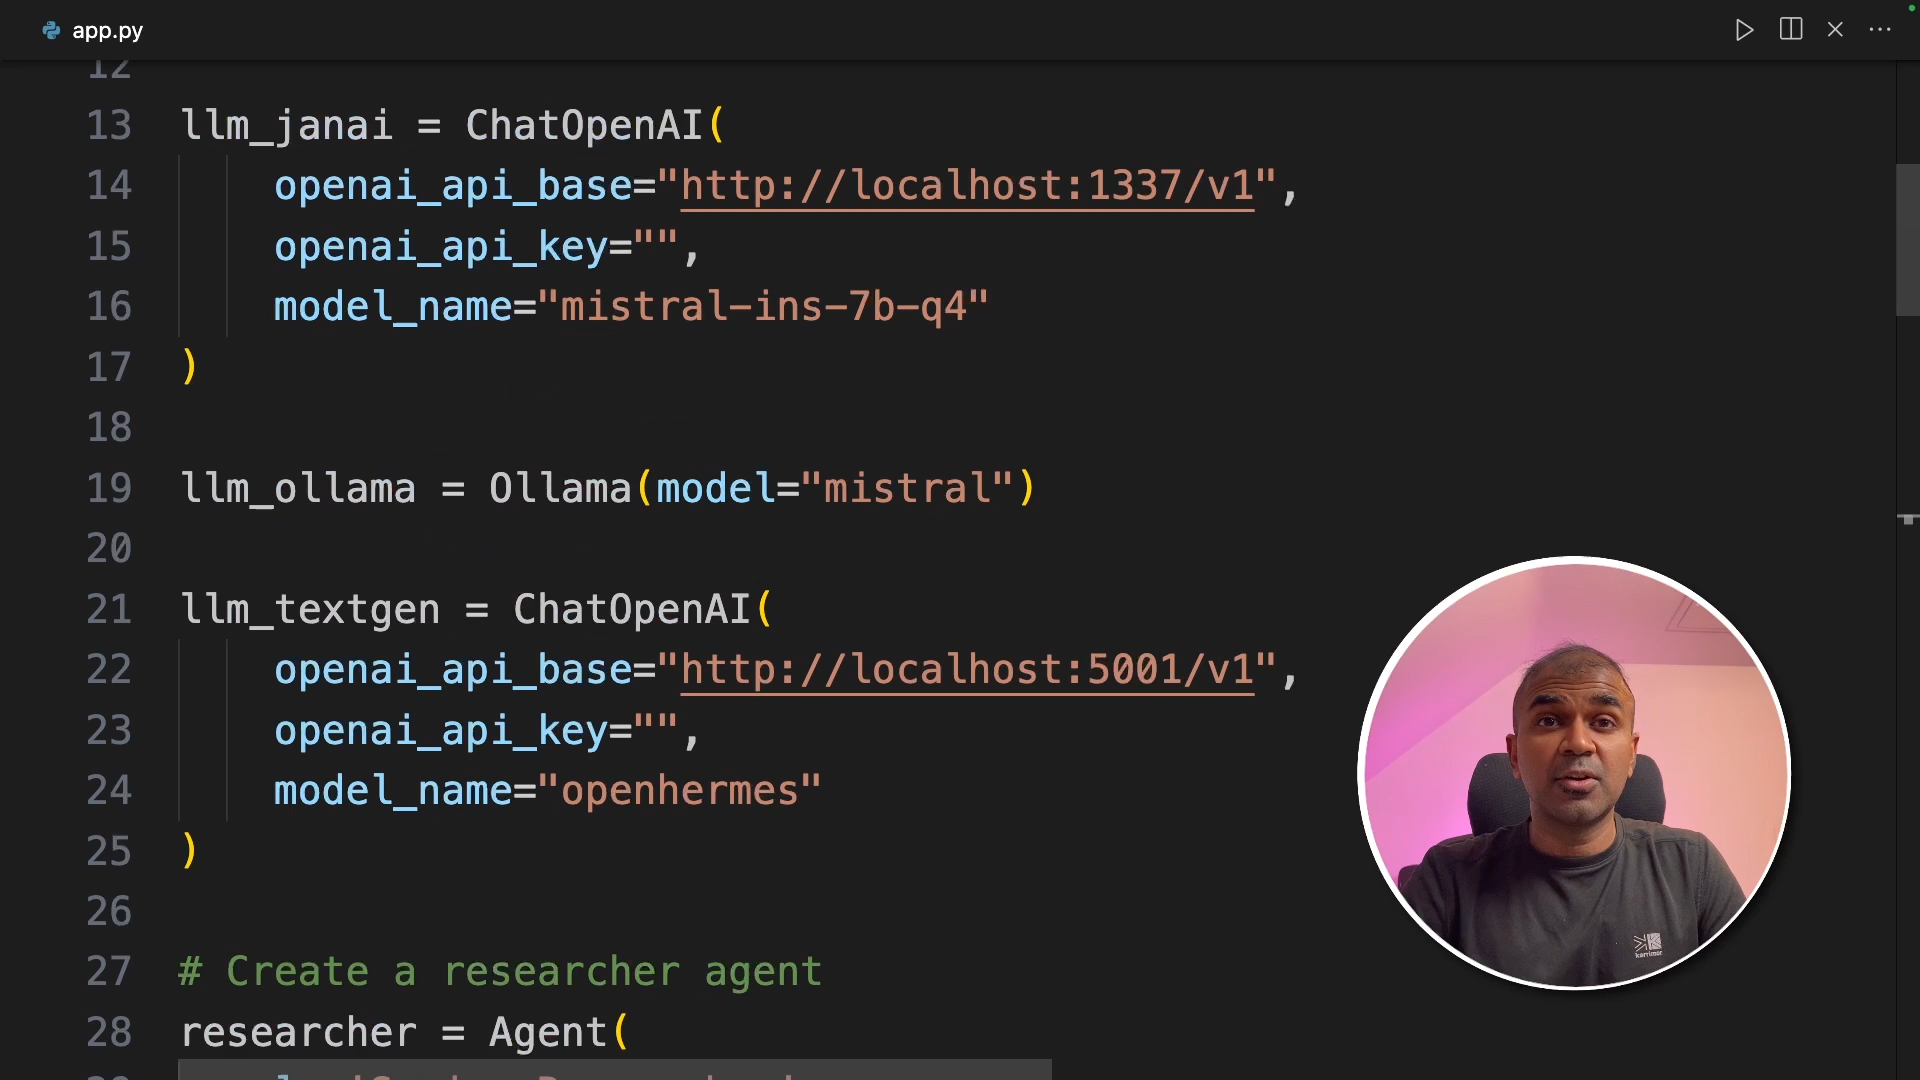 app.py
12
13 llm_janai = ChatOpenAI(
14 openai_api_base="http://localhost:1337/v1",
15 openai_api_key="",
16 model_name="mistral-ins-7b-q4"
17 )
18
19 llm_ollama = Ollama(model="mistral")
20
21 llm_textgen = ChatOpenAI(
22 openai_api_base="http://localhost:5001/v1",
23 openai_api_key="",
24 model_name="openhermes"
25 )
26
27 # Create a researcher agent
28 researcher = Agent(
karrimor